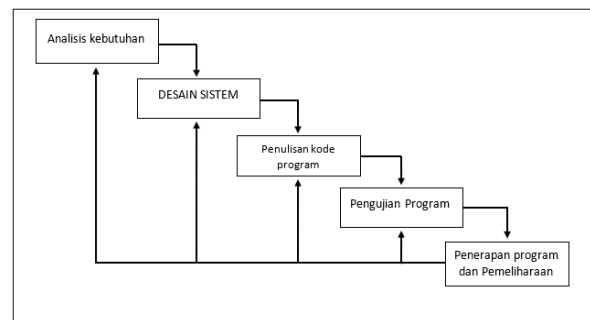 Analisis kebutuhan
DESAIN SISTEM
Penulisan kode
program
Pengujian Program
Penerapan program
dan Pemeliharaan